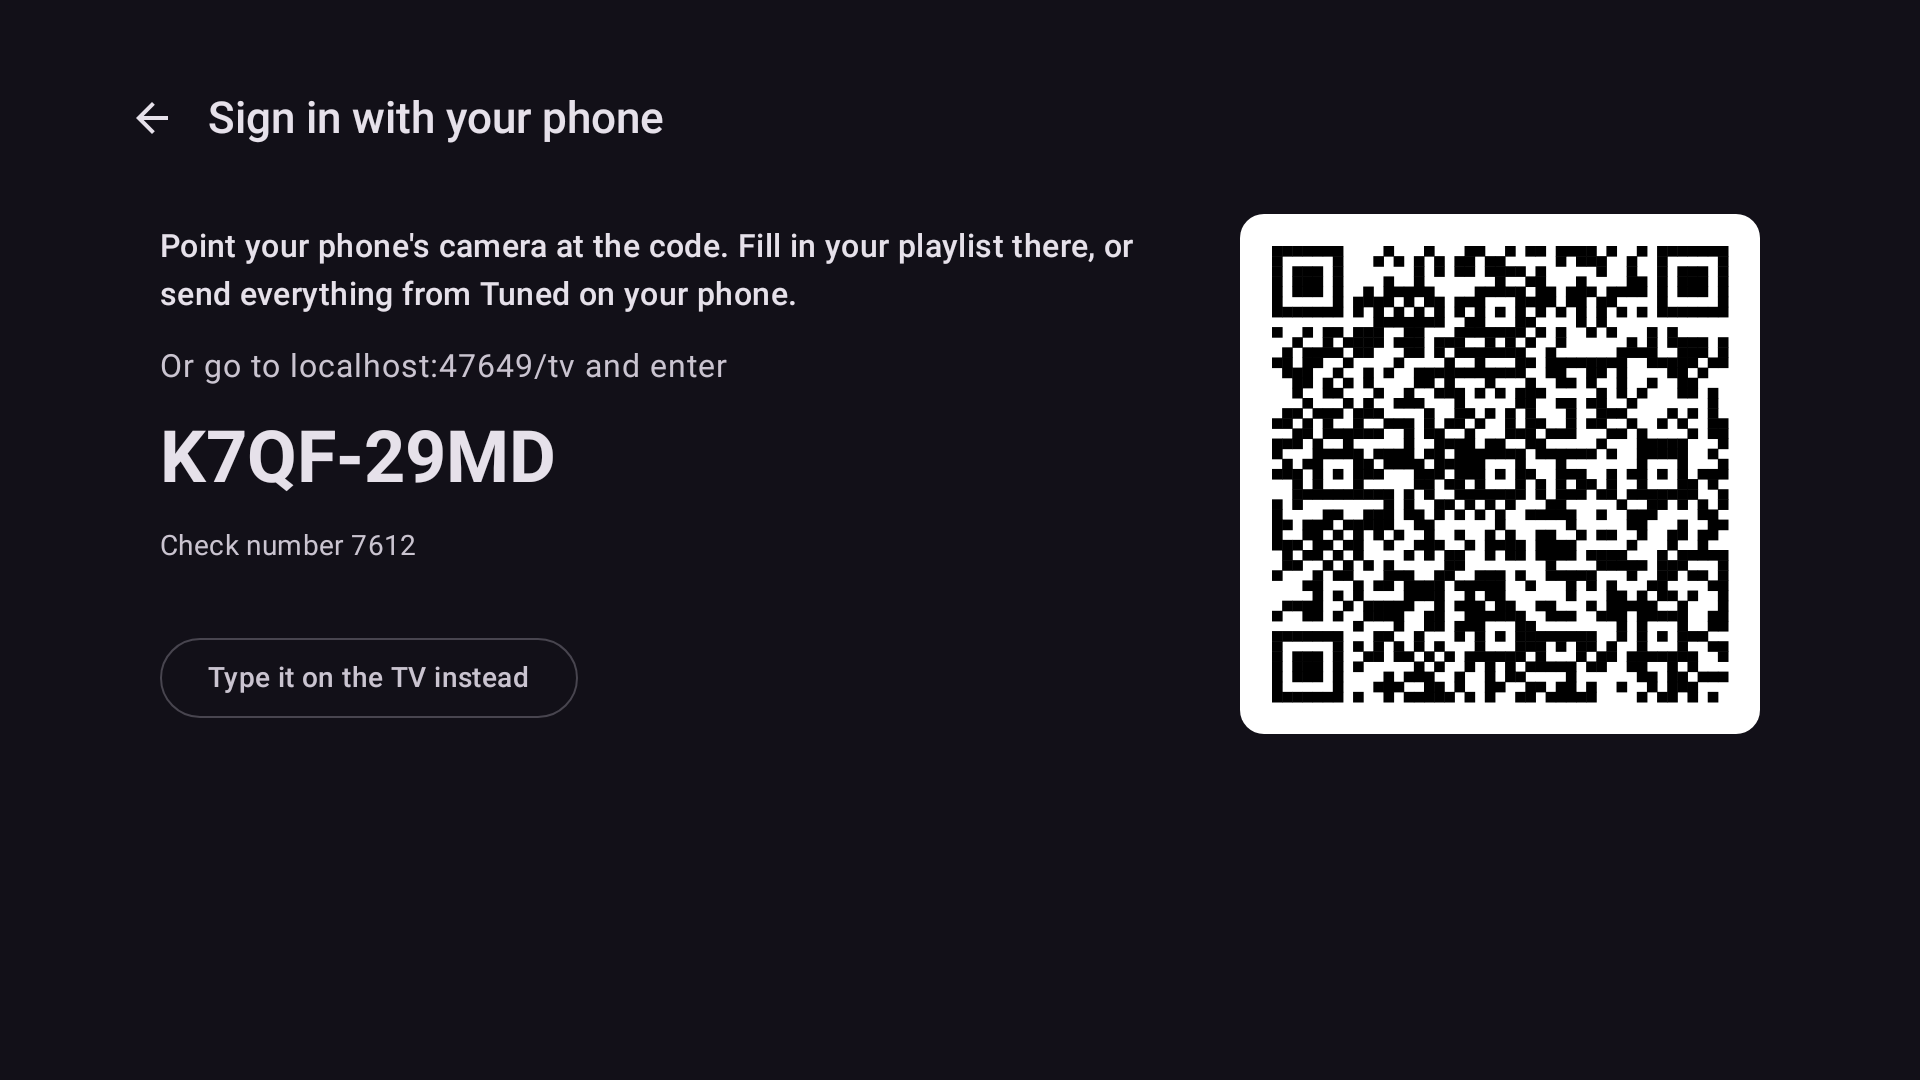 Sign in with your phone
Point your phone's camera at the code. Fill in your playlist there, or
send everything from Tuned on your phone.
Or go to localhost:47649/tv and enter
K7QF-29MD
Check number 7612
Type it on the TV instead